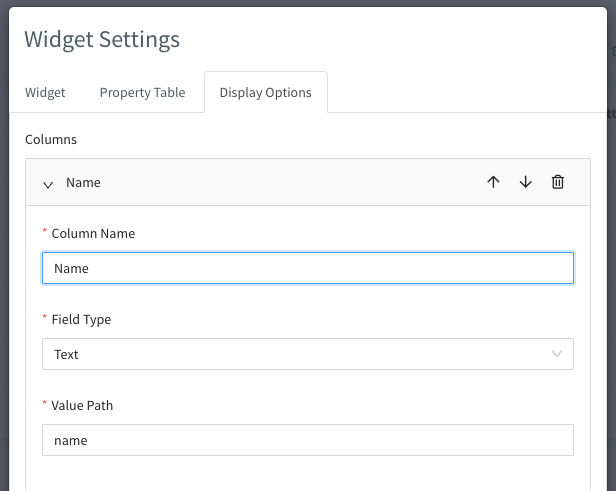 Widget Settings
Widget
Property Table
Display Options
Columns
Name
* Column Name
Name
* Field Type
Text
* Value Path
name